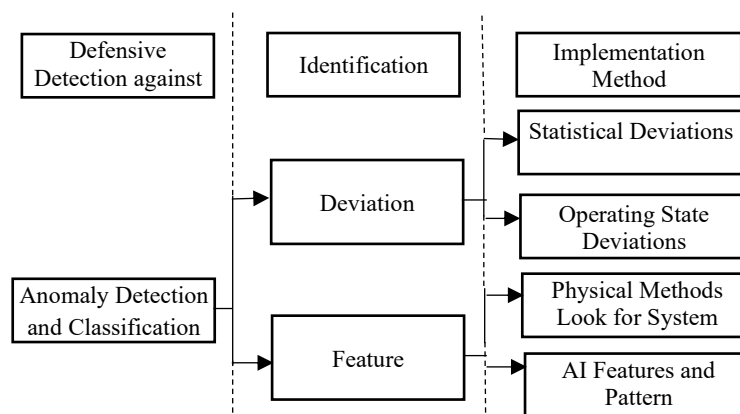 Defensive
Detection against
Identification
Implementation
Method
Statistical Deviations
Deviation
Operating State
Deviations
Anomaly Detection
and Classification
Physical Methods
Look for System
Feature
AI Features and
Pattern